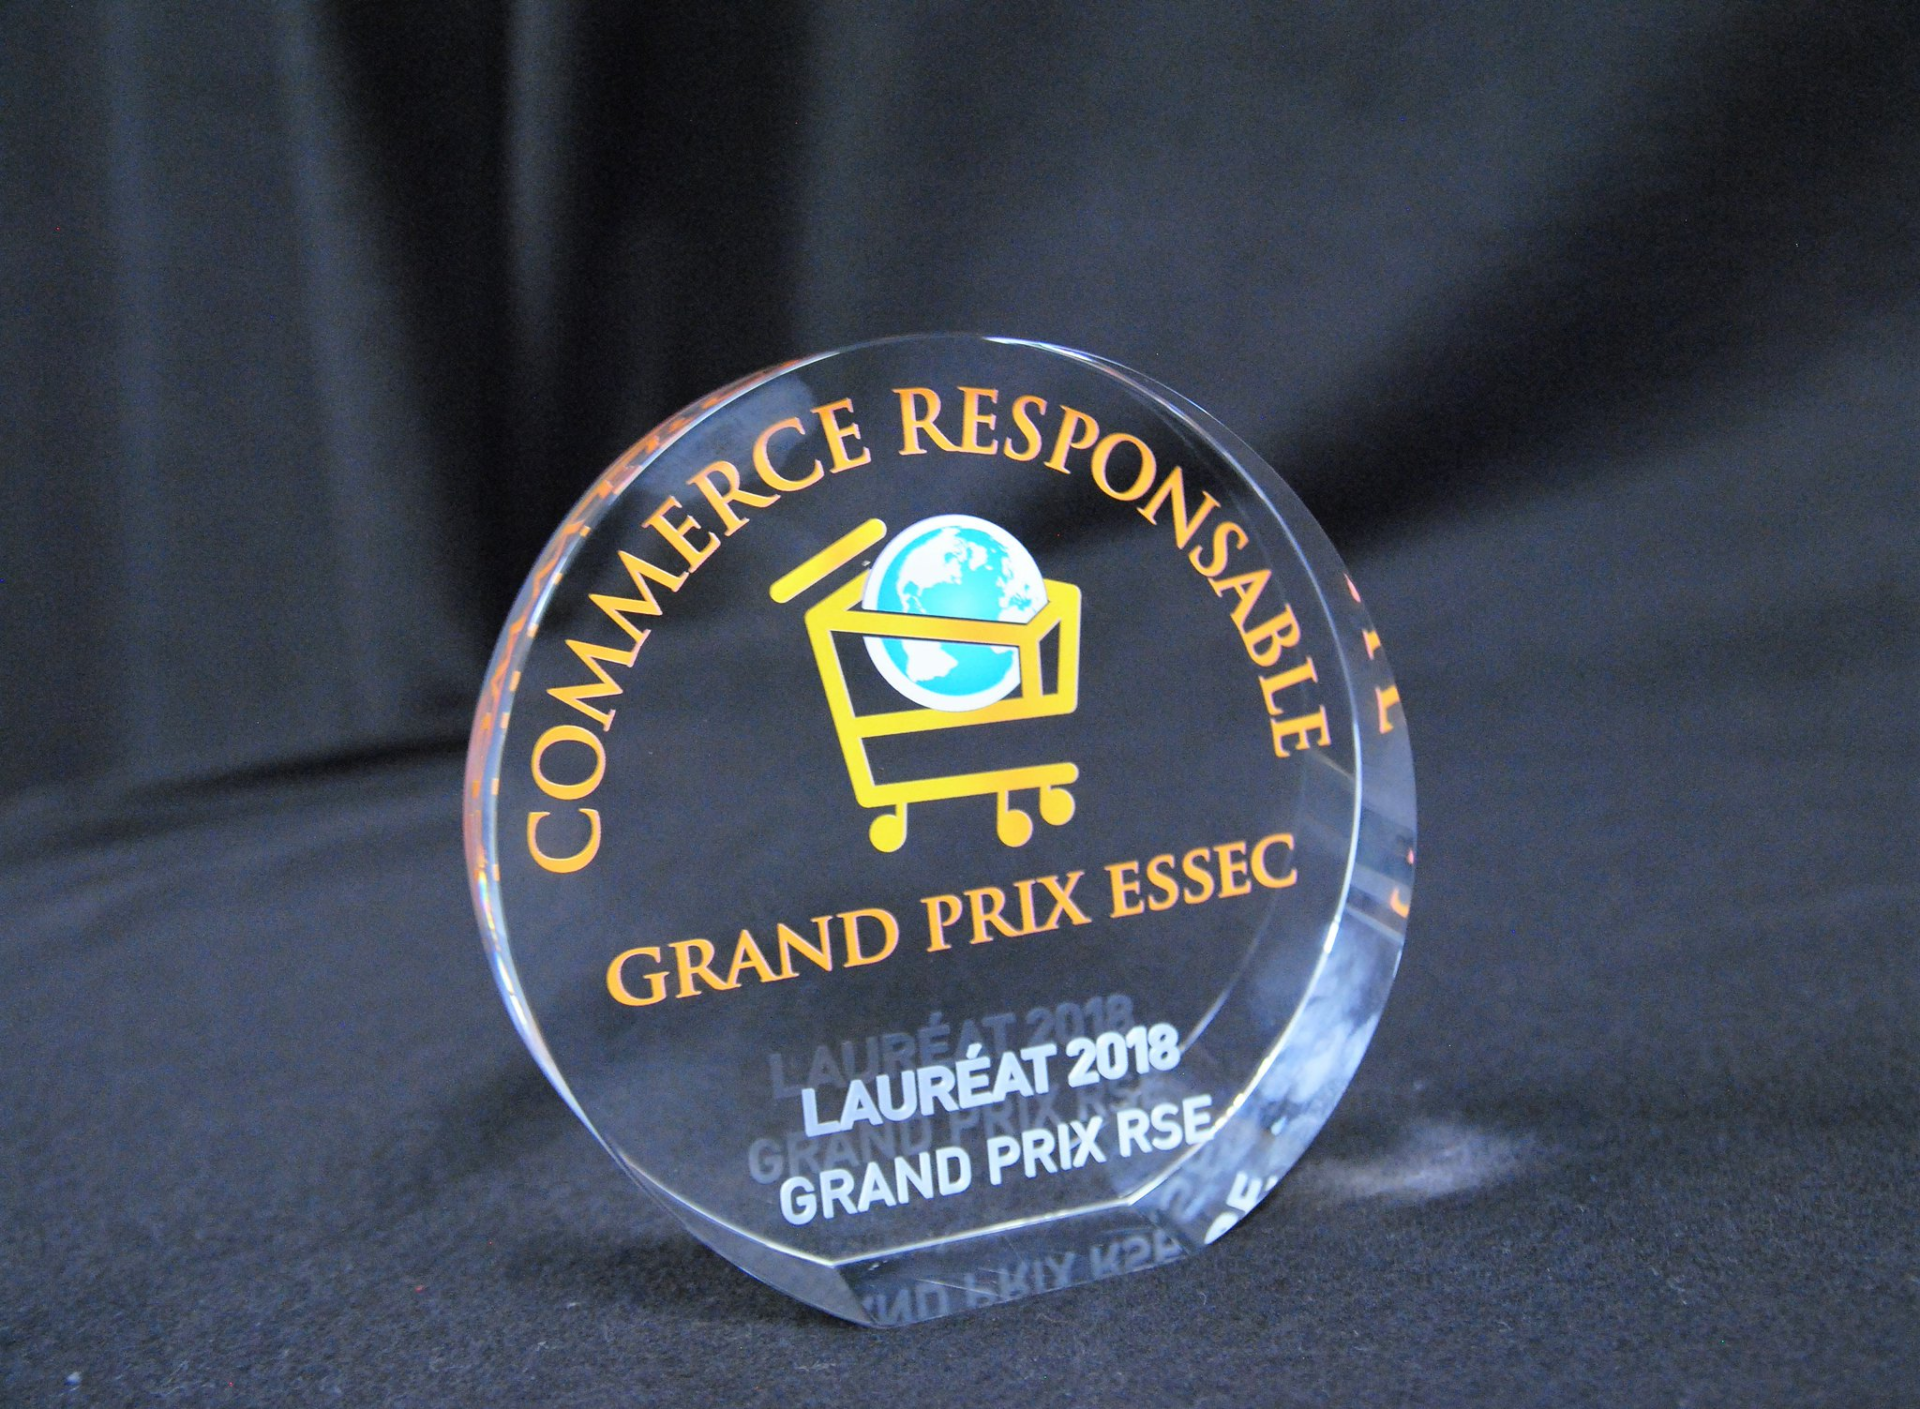 COMMERCE RESPONSABLE
GRAND PRIX ESSEC
LAURÉAT 2018
GRAND PRIX RSE